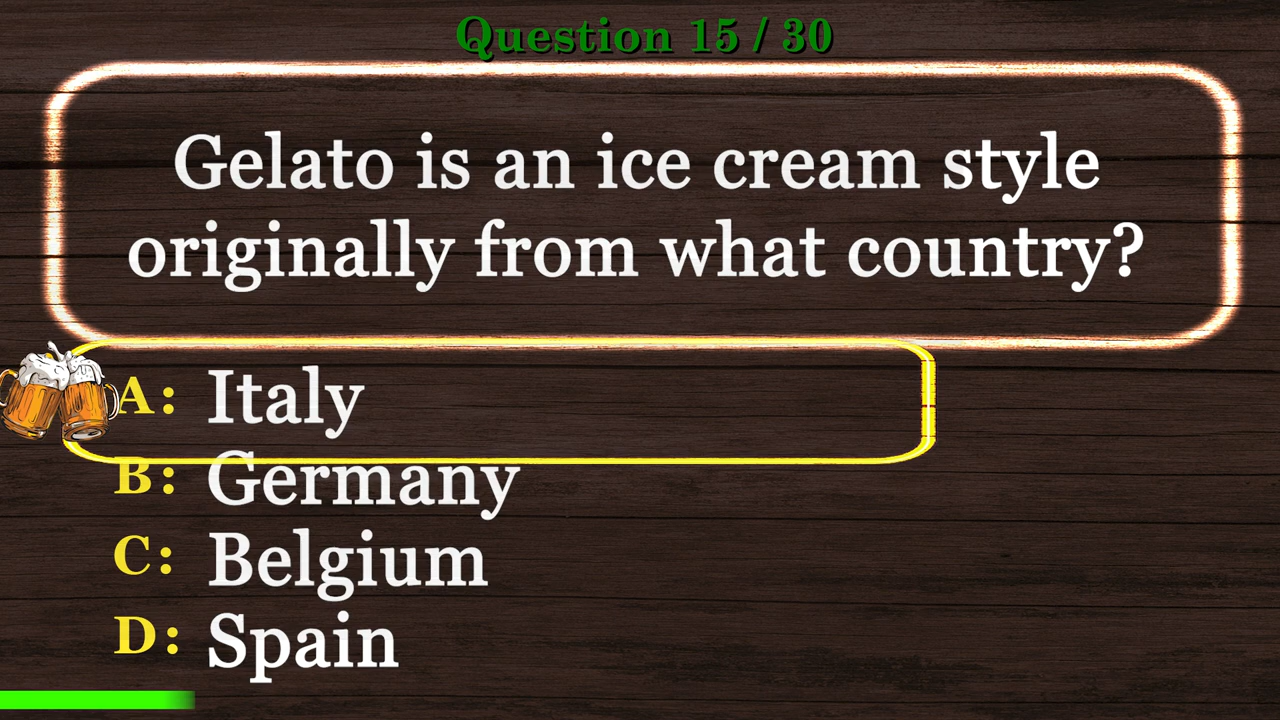 Question 15 / 30
Gelato is an ice cream style
originally from what country?
A: Italy
B: Germany
C: Belgium
D: Spain